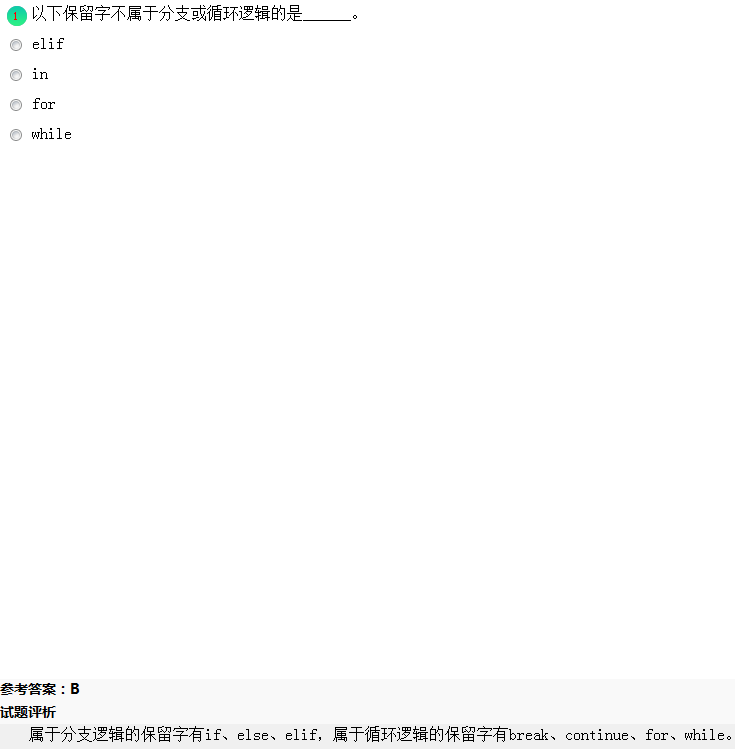 1 以下保留字不属于分支或循环逻辑的是______。
elif
in
for
while
参考答案：B
试题评析
属于分支逻辑的保留字有if、else、elif，属于循环逻辑的保留字有break、continue、for、while。